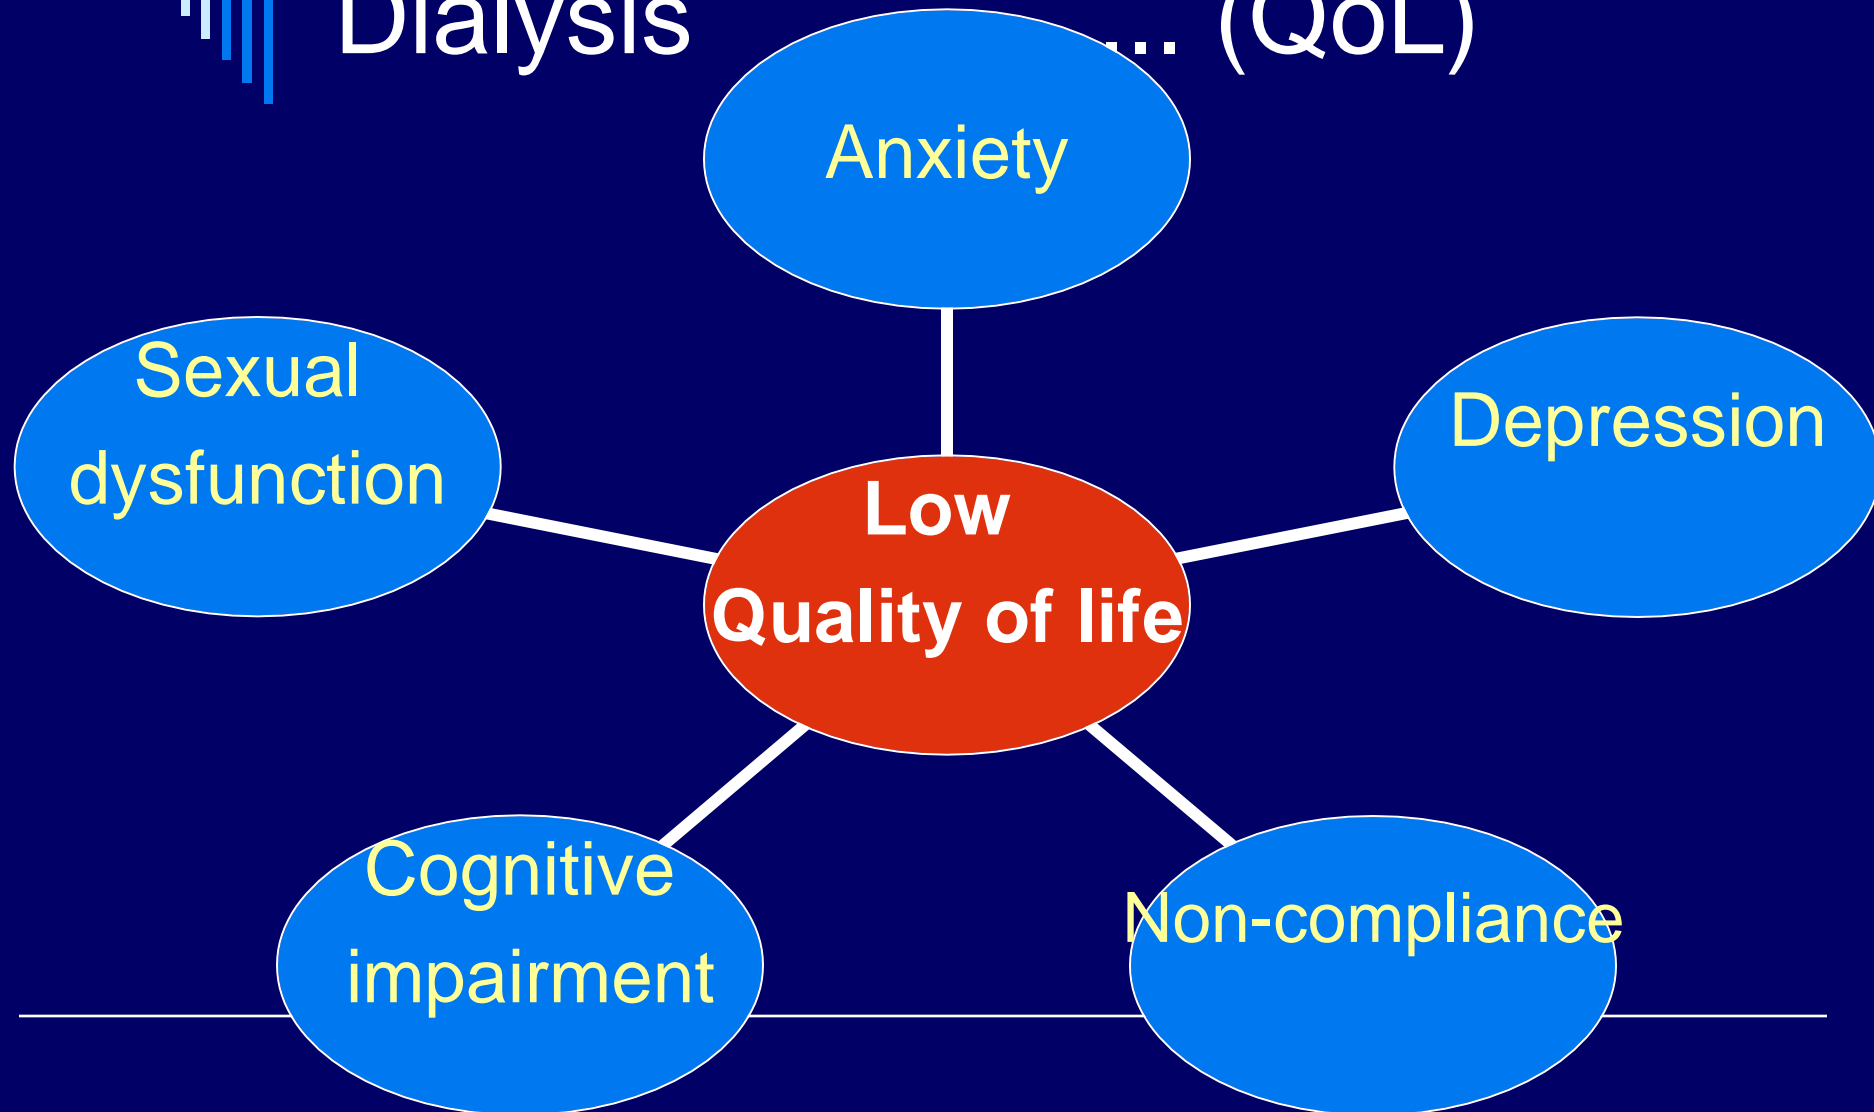 Dialysis ... (QoL)
Anxiety
Sexual
dysfunction
Depression
Low
Quality of life
Cognitive
impairment
Non-compliance